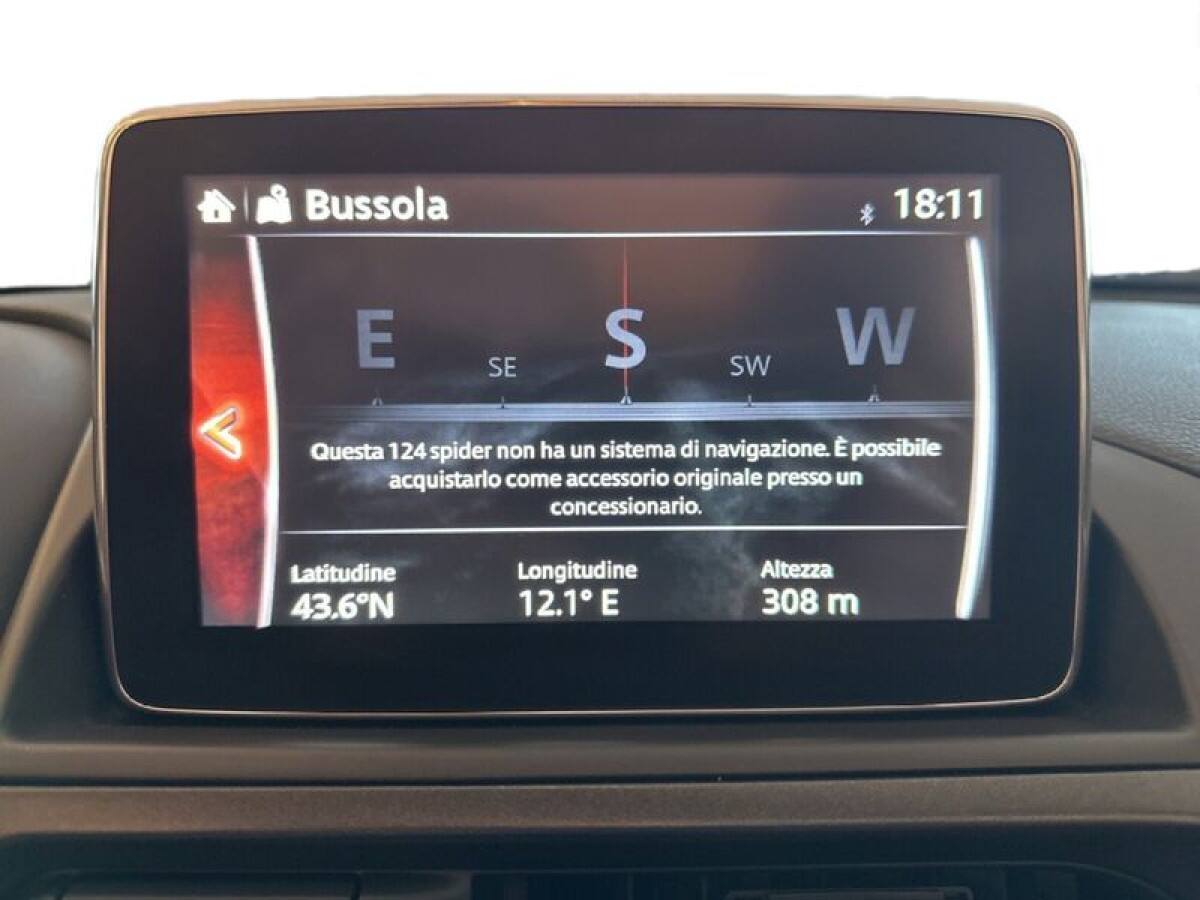 Bussola
18:11
E
SE
S
SW
W
Questa 124 spider non ha un sistema di navigazione. È possibile
acquistarlo come accessorio originale presso un
concessionario.
Latitudine
43.6°N
Longitudine
12.1° E
Altezza
308 m